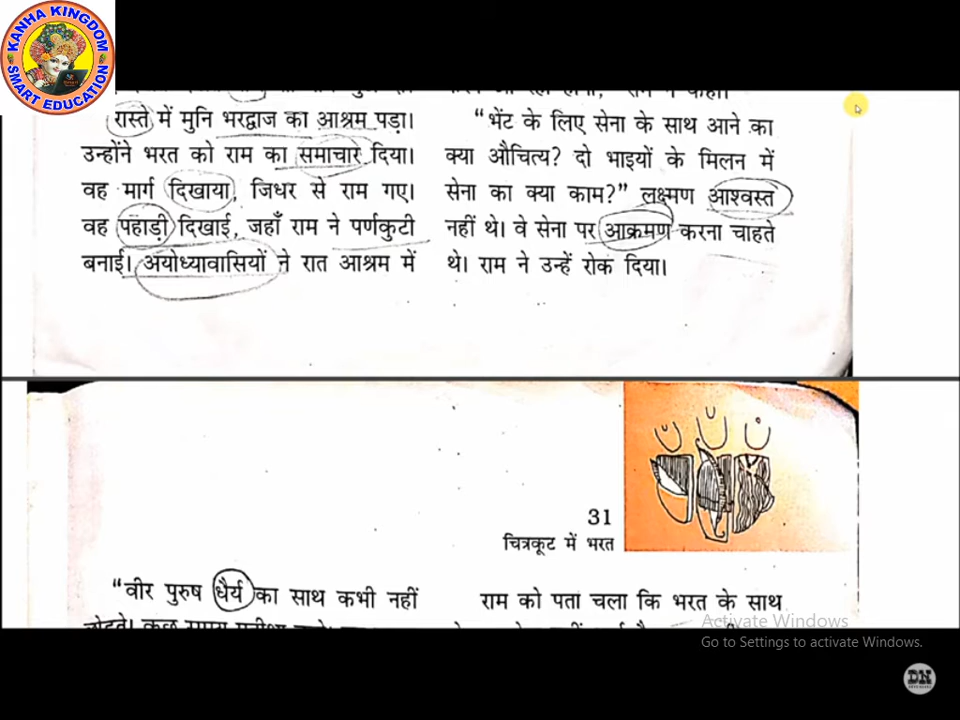 KANHA KINGDOM
SMART EDUCATION
रास्ते में मुनि भरद्वाज का आश्रम पड़ा।
उन्होंने भरत को राम का समाचार दिया।
वह मार्ग दिखाया, जिधर से राम गए।
वह पहाड़ी दिखाई, जहाँ राम ने पर्णकुटी
बनाई। अयोध्यावासियों ने रात आश्रम में
“भेंट के लिए सेना के साथ आने का
क्या औचित्य? दो भाइयों के मिलन में
सेना का क्या काम?” लक्ष्मण आश्वस्त
नहीं थे। वे सेना पर आक्रमण करना चाहते
थे। राम ने उन्हें रोक दिया।
31
चित्रकूट में भरत
“वीर पुरुष धैर्य का साथ कभी नहीं
राम को पता चला कि भरत के साथ
Activate Windows
Go to Settings to activate Windows.
DN